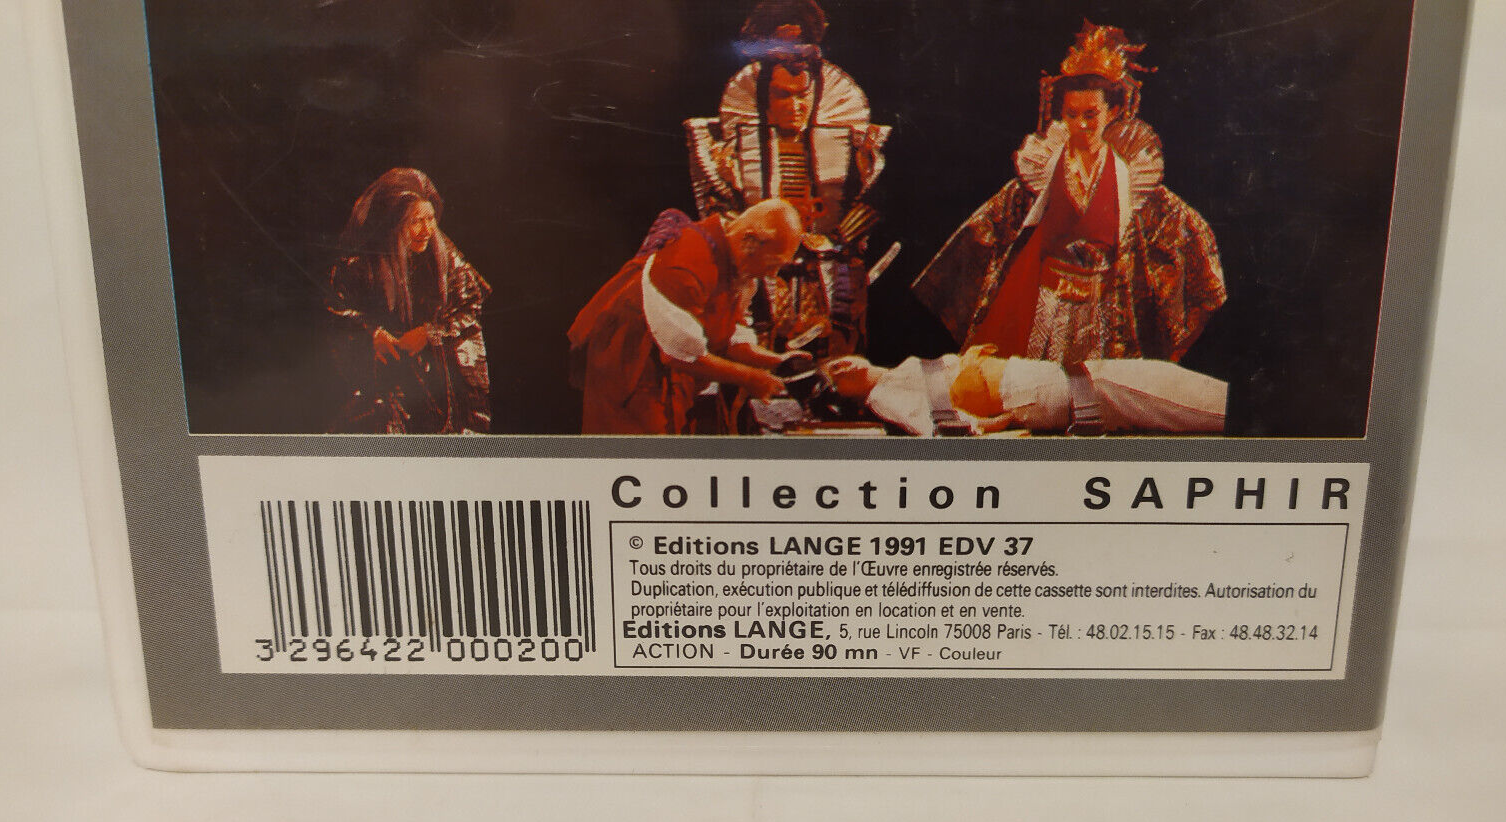 Collection SAPHIR
© Editions LANGE 1991 EDV 37
Tous droits du propriétaire de l'Œuvre enregistrée réservés.
Duplication, exécution publique et télédiffusion de cette cassette sont interdites. Autorisation du
propriétaire pour l'exploitation en location et en vente.
Editions LANGE, 5, rue Lincoln 75008 Paris - Tél. : 48.02.15.15 - Fax : 48.48.32.14
ACTION - Durée 90 mn - VF - Couleur
3 296422 000200